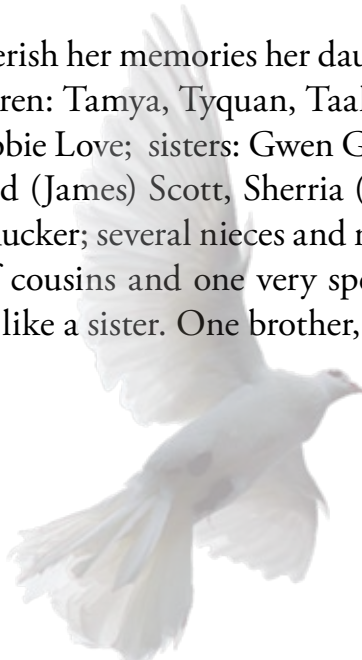 erish her memories her dau
ren: Tamya, Tyquan, Taal
bbie Love; sisters: Gwen G
d (James) Scott, Sherria (
ucker; several nieces and n
f cousins and one very spe
like a sister. One brother,